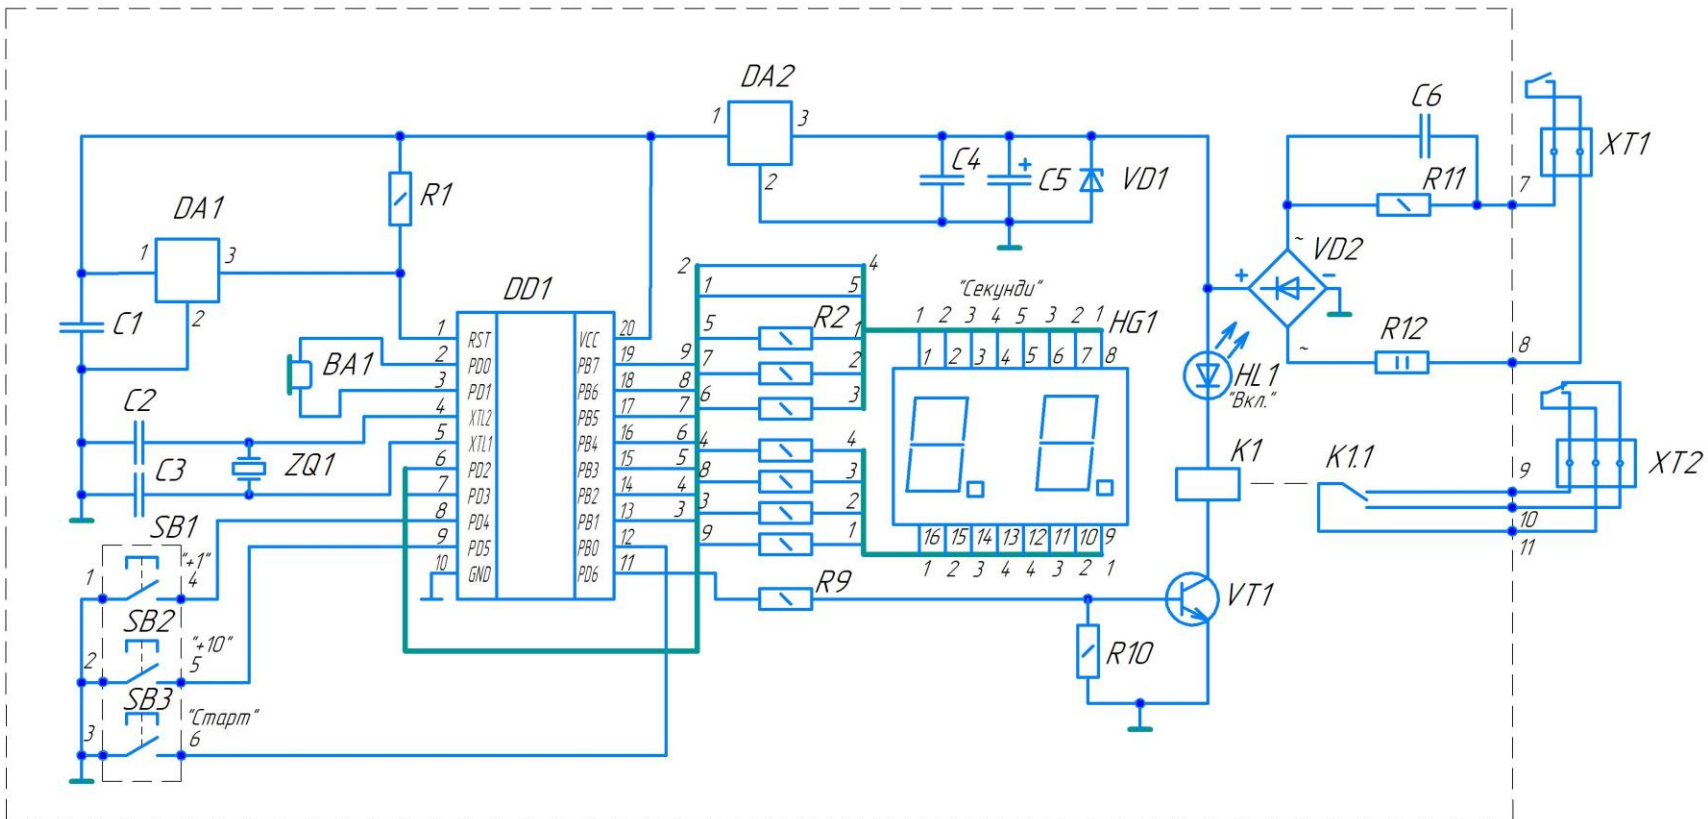 DA2
1
3
2
C4
+
C5
VD1
C6
R11
7
XT1
~
VD2
+
−
~
R12
8
DA1
1
3
2
R1
C1
C2
C3
ZQ1
BA1
DD1
1 RST VCC 20
2 PD0 PB7 19
3 PD1 PB6 18
4 XTL2 PB5 17
5 XTL1 PB4 16
6 PD2 PB3 15
7 PD3 PB2 14
8 PD4 PB1 13
9 PD5 PB0 12
10 GND PD6 11
9
8
7
6
5
4
3
2 4
1 5
5 R2 1
7 2
6 3
4 4
8 3
3 2
9 1
"Секунди"
1 2 3 4 5 3 2 1
HG1
1 2 3 4 5 6 7 8
16 15 14 13 12 11 10 9
1 2 3 4 4 3 2 1
HL1
"Вкл."
K1
K1.1
9
10
11
XT2
R9
R10
VT1
SB1
"+1"
1 4
SB2
"+10"
2 5
SB3
"Старт"
3 6